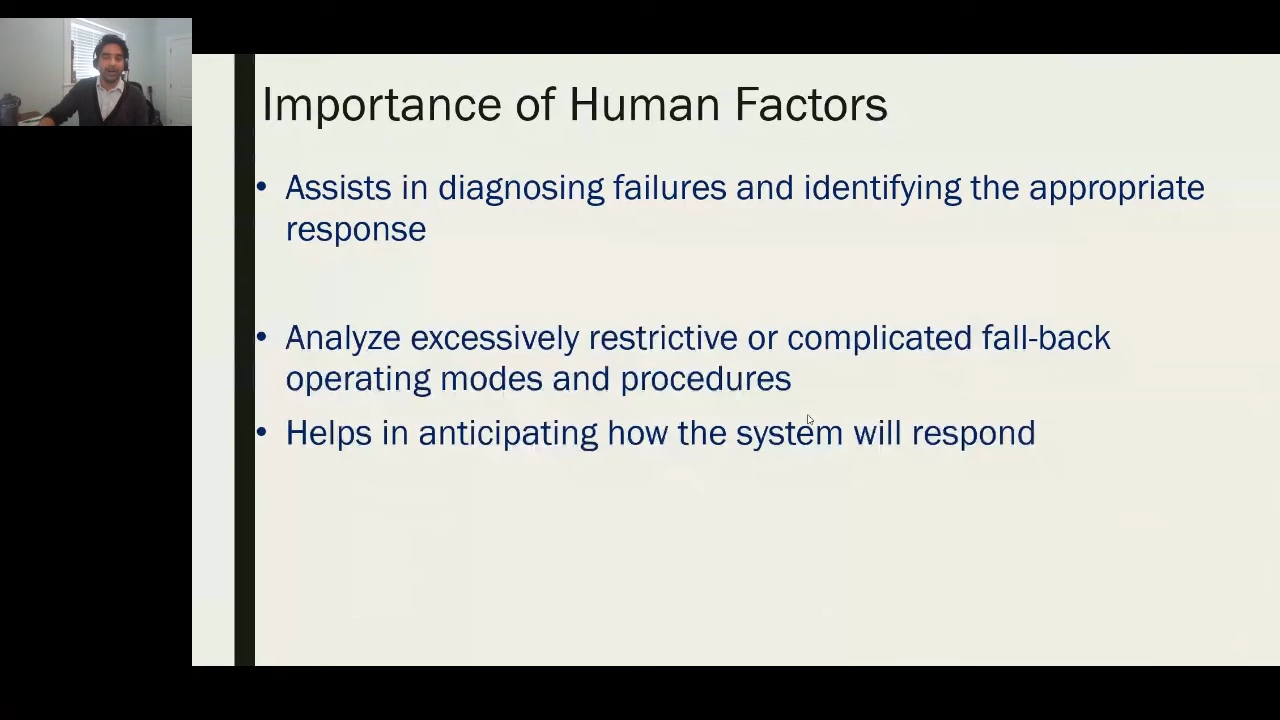 Importance of Human Factors
• Assists in diagnosing failures and identifying the appropriate
response
• Analyze excessively restrictive or complicated fall-back
operating modes and procedures
• Helps in anticipating how the system will respond